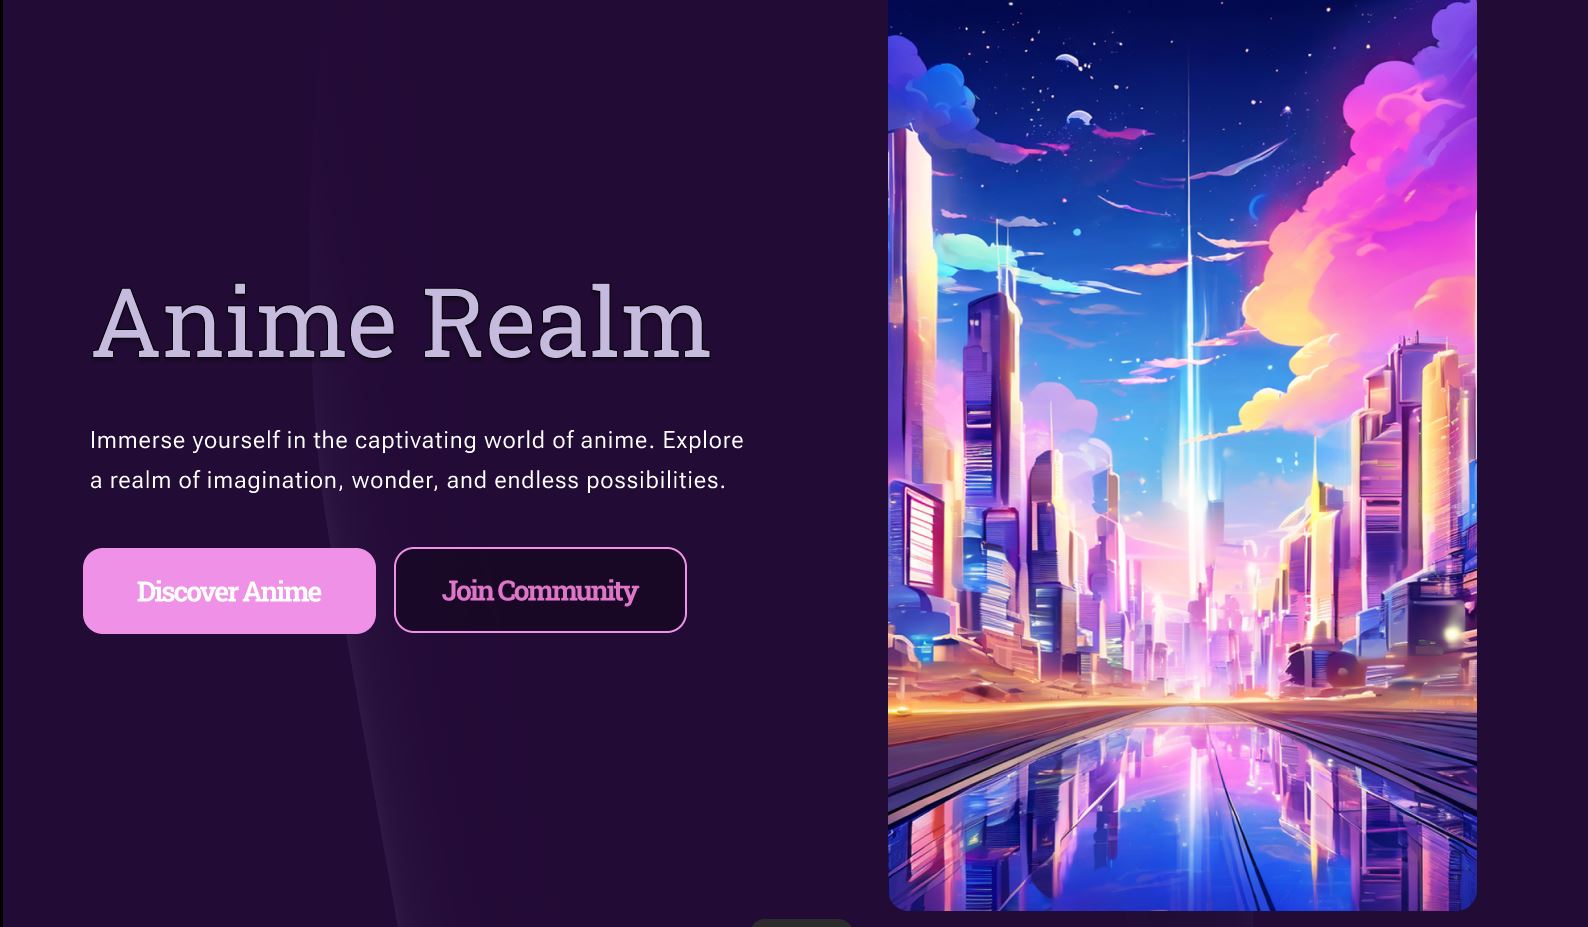 Anime Realm
Immerse yourself in the captivating world of anime. Explore
a realm of imagination, wonder, and endless possibilities.
Discover Anime
Join Community